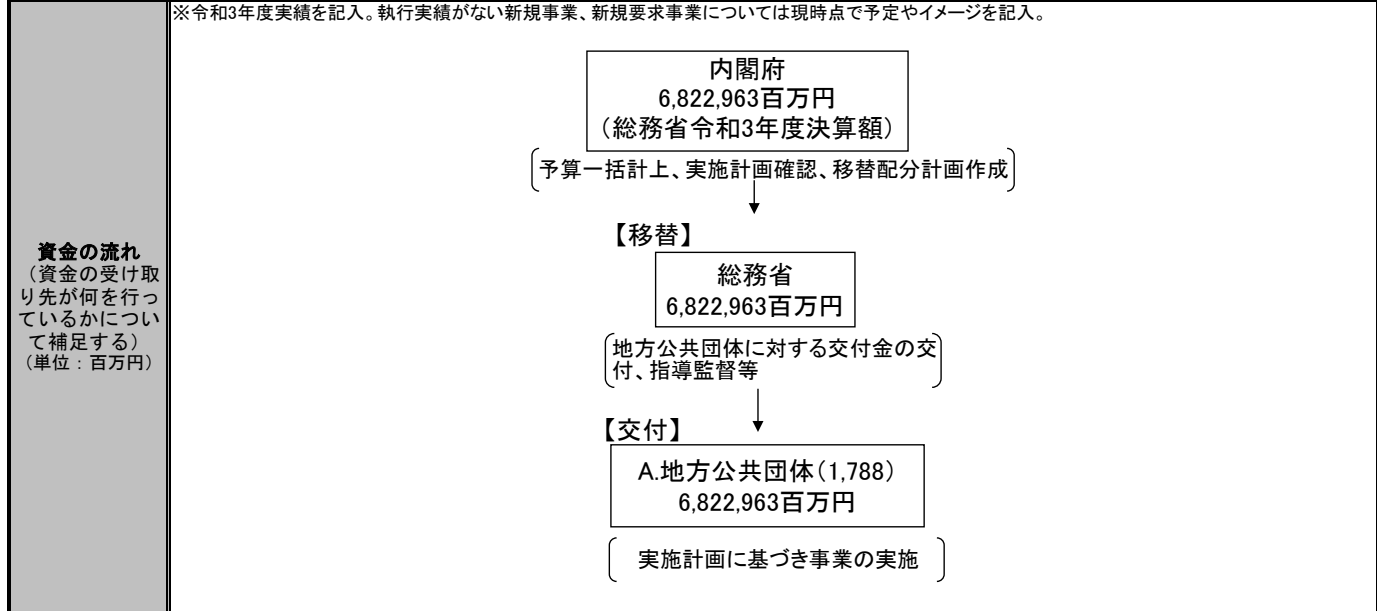 ※令和3年度実績を記入。執行実績がない新規事業、新規要求事業については現時点で予定やイメージを記入。
資金の流れ
（資金の受け取
り先が何を行っ
ているかについ
て補足する）
（単位：百万円）
内閣府
6,822,963百万円
（総務省令和3年度決算額）
予算一括計上、実施計画確認、移替配分計画作成
【移替】
総務省
6,822,963百万円
地方公共団体に対する交付金の交
付、指導監督等
【交付】
A.地方公共団体（1,788）
6,822,963百万円
実施計画に基づき事業の実施